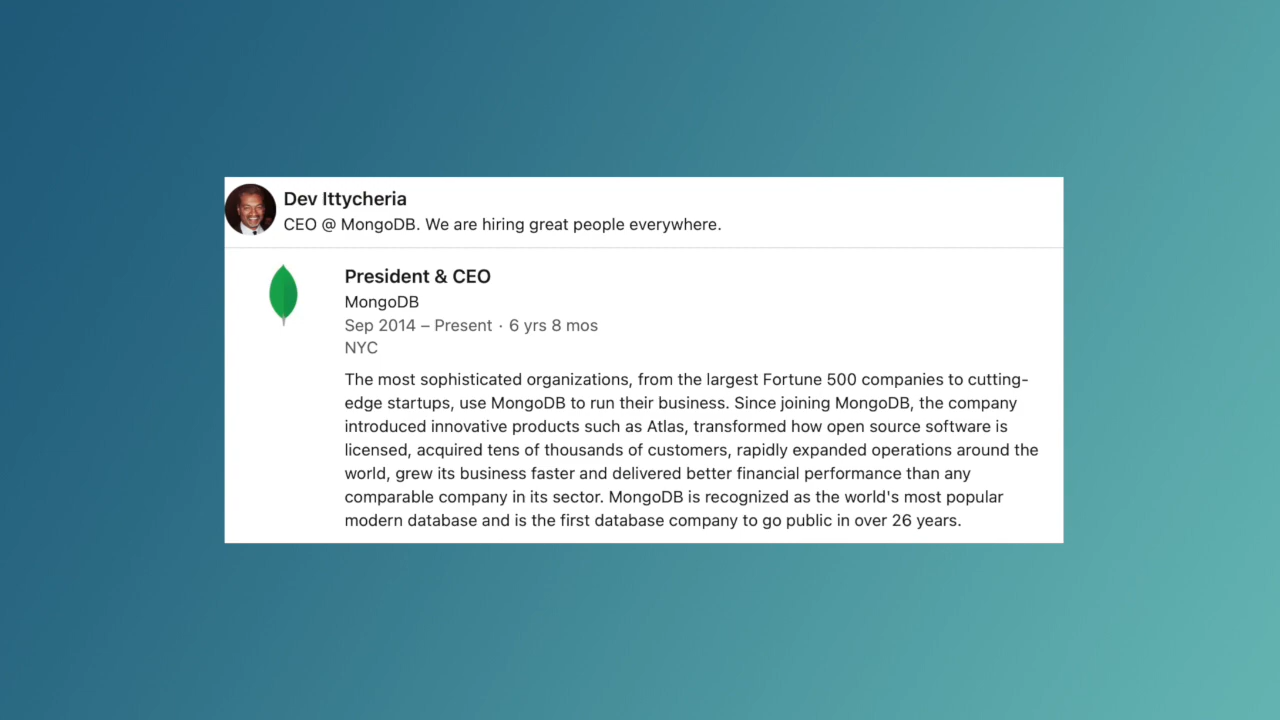 Dev Ittycheria
CEO @ MongoDB. We are hiring great people everywhere.
President & CEO
MongoDB
Sep 2014 – Present · 6 yrs 8 mos
NYC
The most sophisticated organizations, from the largest Fortune 500 companies to cutting-
edge startups, use MongoDB to run their business. Since joining MongoDB, the company
introduced innovative products such as Atlas, transformed how open source software is
licensed, acquired tens of thousands of customers, rapidly expanded operations around the
world, grew its business faster and delivered better financial performance than any
comparable company in its sector. MongoDB is recognized as the world's most popular
modern database and is the first database company to go public in over 26 years.